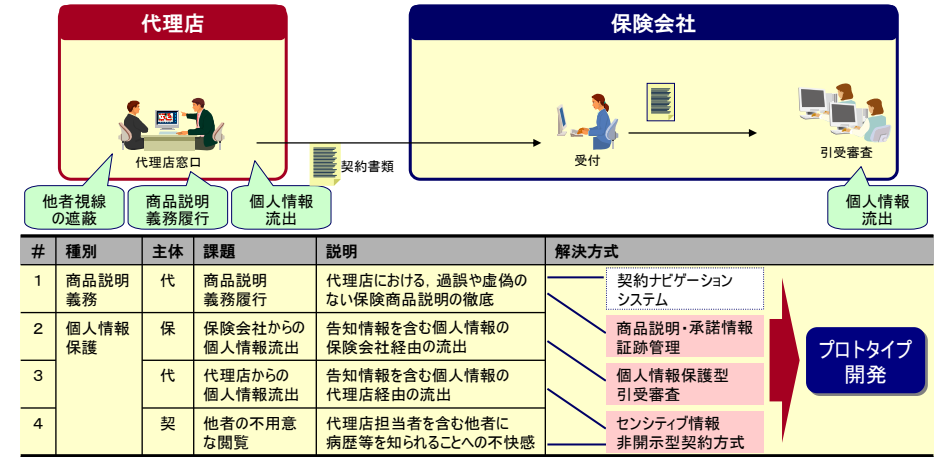 代理店
保険会社
代理店窓口
契約書類
受付
引受審査
他者視線
の遮蔽
商品説明
義務履行
個人情報
流出
個人情報
流出
# 種別 主体 課題 説明 解決方式
1 商品説明 代 商品説明 代理店における，過誤や虚偽の
義務 義務履行 ない保険商品説明の徹底
契約ナビゲーション
システム
2 個人情報 保 保険会社からの 告知情報を含む個人情報の
保護 個人情報流出 保険会社経由の流出
商品説明・承諾情報
証跡管理
3 代 代理店からの 告知情報を含む個人情報の
個人情報流出 代理店経由の流出
個人情報保護型
引受審査
4 契 他者の不用意 代理店担当者を含む他者に
な閲覧 病歴等を知られることへの不快感
センシティブ情報
非開示型契約方式
プロトタイプ
開発